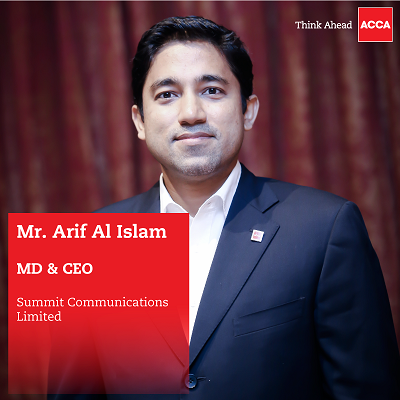 Think Ahead
ACCA
Mr. Arif Al Islam
MD & CEO
Summit Communications
Limited